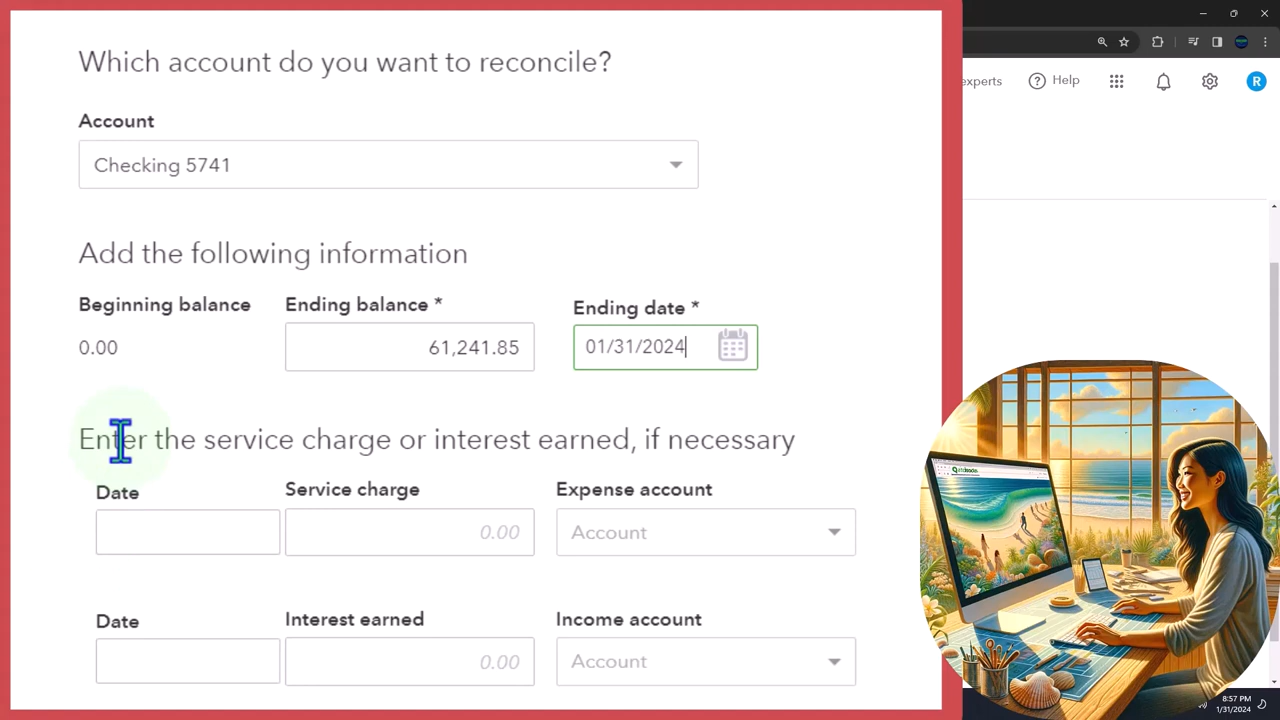 Which account do you want to reconcile?
experts
Help
R
Account
Checking 5741
Add the following information
Beginning balance
Ending balance *
Ending date *
0.00
61,241.85
01/31/2024
Enter the service charge or interest earned, if necessary
Date
Service charge
Expense account
0.00
Account
Date
Interest earned
Income account
0.00
Account
8:57 PM
1/31/2024